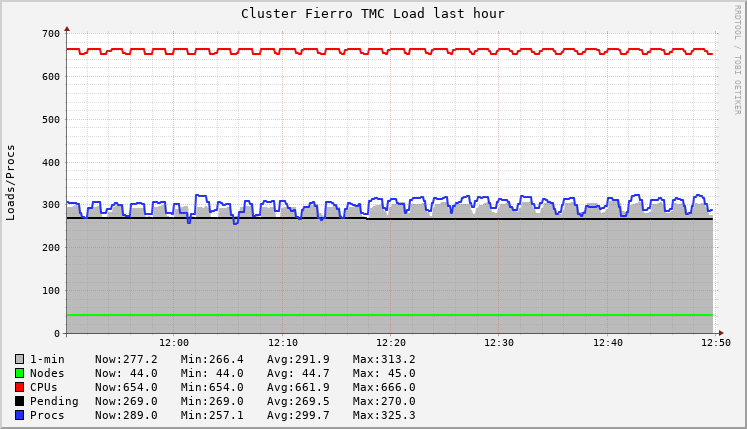 Cluster Fierro TMC Load last hour
RRDTOOL / TOBI OETIKER
Loads/Procs
700
600
500
400
300
200
100
0
12:00 12:10 12:20 12:30 12:40 12:50
1-min Now:277.2 Min:266.4 Avg:291.9 Max:313.2
Nodes Now: 44.0 Min: 44.0 Avg: 44.7 Max: 45.0
CPUs Now:654.0 Min:654.0 Avg:661.9 Max:666.0
Pending Now:269.0 Min:269.0 Avg:269.5 Max:270.0
Procs Now:289.0 Min:257.1 Avg:299.7 Max:325.3